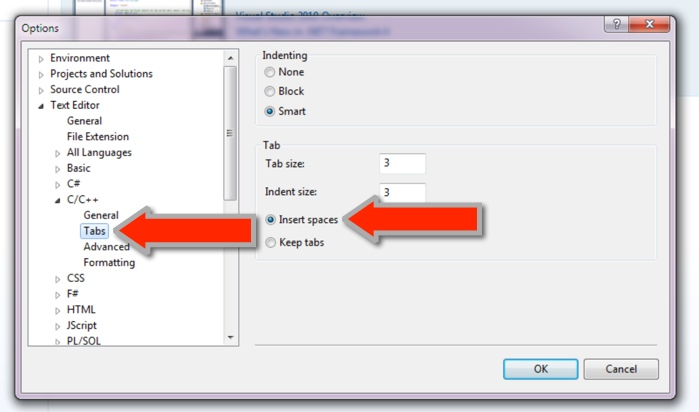 Visual Studio 2010 Overview
What's New in .NET Framework 4
Options
Environment
Projects and Solutions
Source Control
Text Editor
General
File Extension
All Languages
Basic
C#
C/C++
General
Tabs
Advanced
Formatting
CSS
F#
HTML
JScript
PL/SQL
Indenting
None
Block
Smart
Tab
Tab size:
3
Indent size:
3
Insert spaces
Keep tabs
OK
Cancel